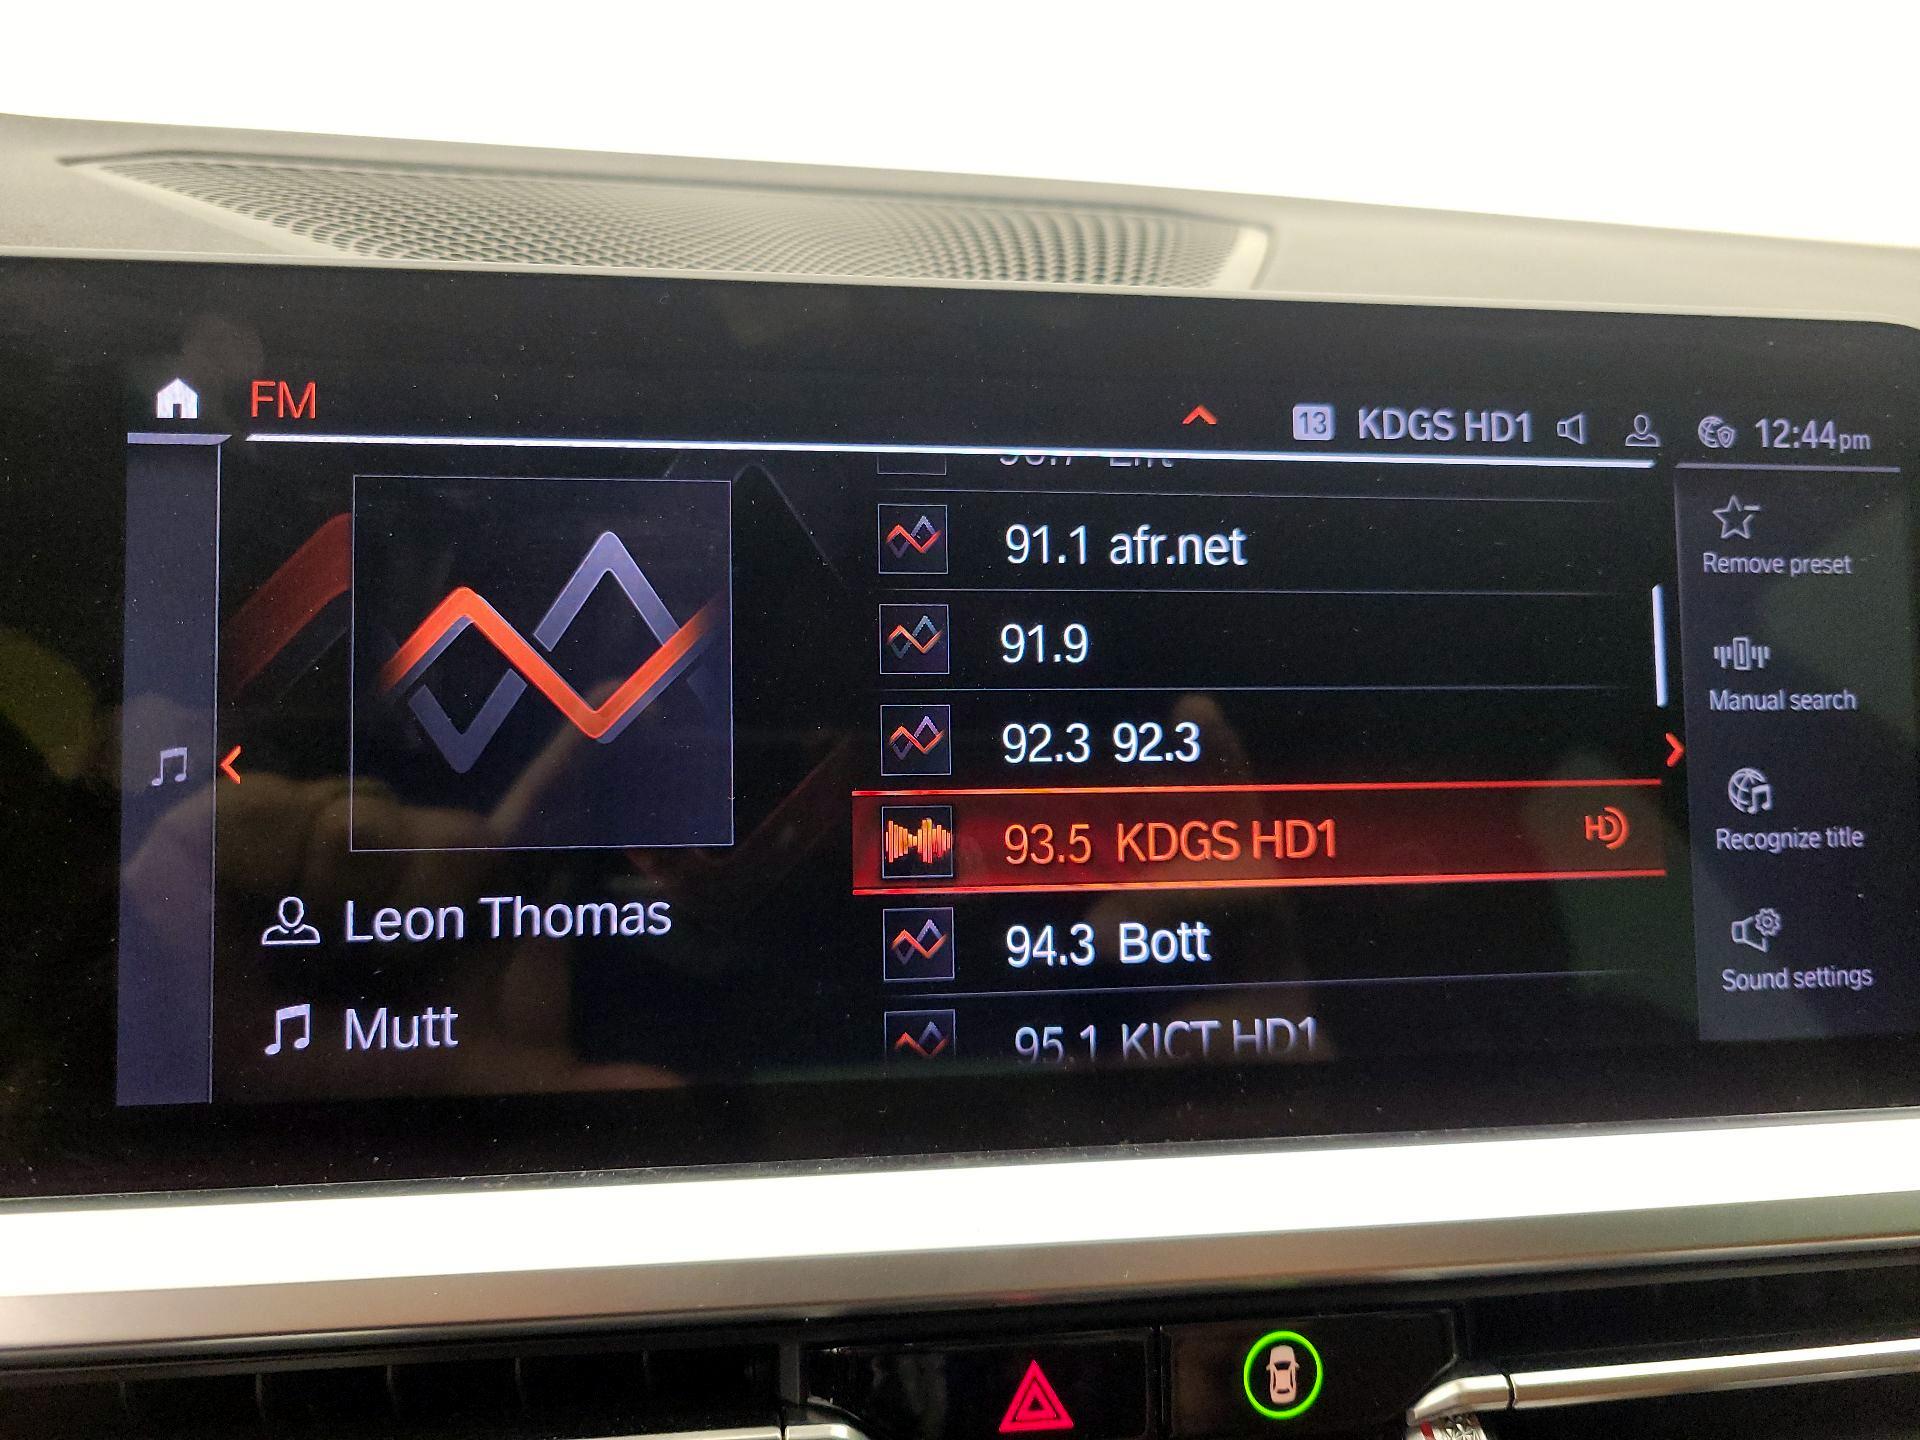 FM
13 KDGS HD1 12:44pm
91.1 afr.net
91.9
92.3 92.3
93.5 KDGS HD1 HD
94.3 Bott
95.1 KICT HD1
Leon Thomas
Mutt
Remove preset
Manual search
Recognize title
Sound settings